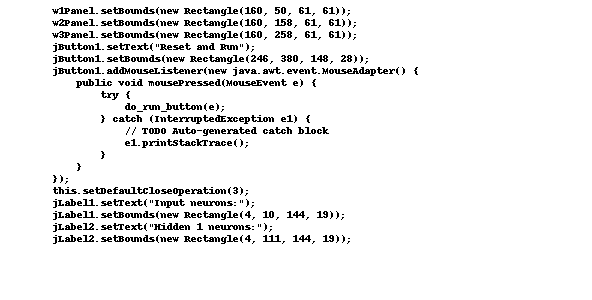 w1Panel.setBounds(new Rectangle(160, 50, 61, 61));
w2Panel.setBounds(new Rectangle(160, 158, 61, 61));
w3Panel.setBounds(new Rectangle(160, 258, 61, 61));
jButton1.setText("Reset and Run");
jButton1.setBounds(new Rectangle(246, 380, 148, 28));
jButton1.addMouseListener(new java.awt.event.MouseAdapter() {
    public void mousePressed(MouseEvent e) {
        try {
            do_run_button(e);
        } catch (InterruptedException e1) {
            // TODO Auto-generated catch block
            e1.printStackTrace();
        }
    }
});
this.setDefaultCloseOperation(3);
jLabel1.setText("Input neurons:");
jLabel1.setBounds(new Rectangle(4, 10, 144, 19));
jLabel2.setText("Hidden 1 neurons:");
jLabel2.setBounds(new Rectangle(4, 111, 144, 19));